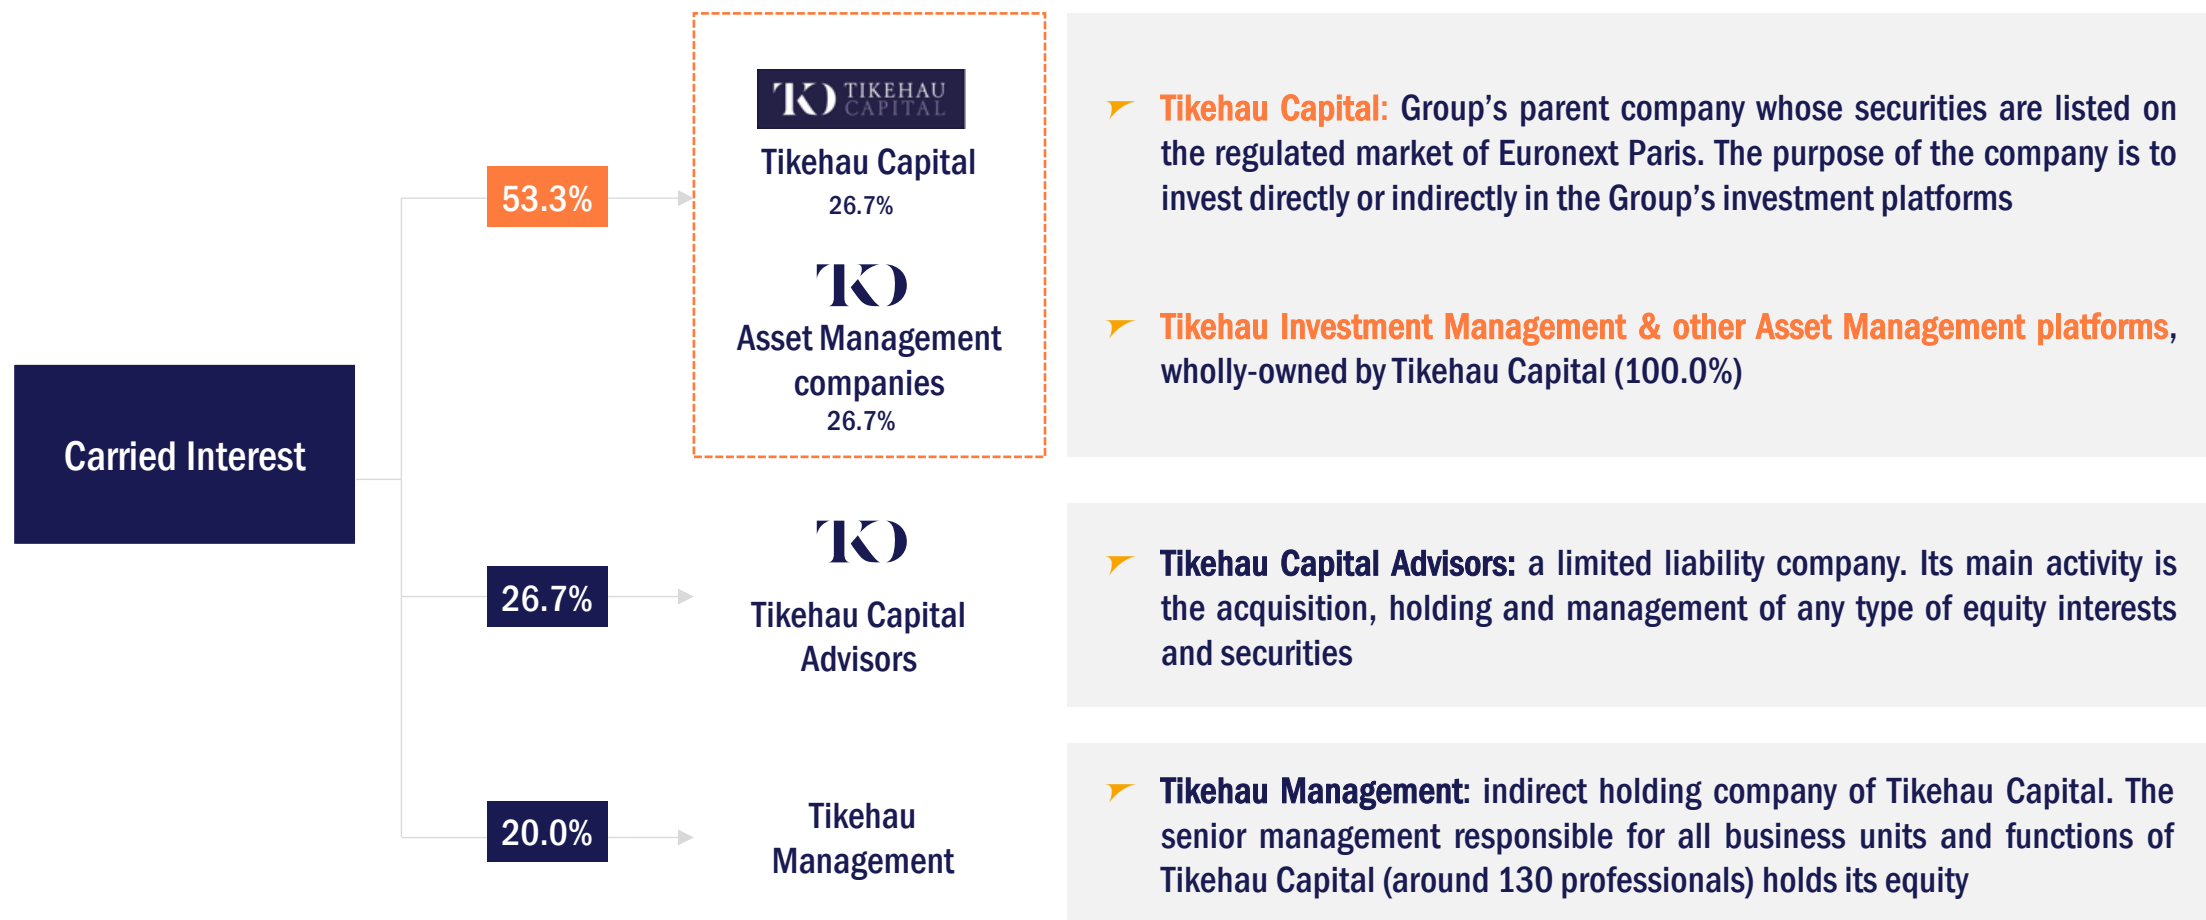 Carried Interest
53.3%
26.7%
20.0%
TKO TIKEHAU
CAPITAL
Tikehau Capital
26.7%
TKO
Asset Management
companies
26.7%
TKO
Tikehau Capital
Advisors
Tikehau
Management
Tikehau Capital: Group’s parent company whose securities are listed on
the regulated market of Euronext Paris. The purpose of the company is to
invest directly or indirectly in the Group’s investment platforms
Tikehau Investment Management & other Asset Management platforms,
wholly-owned by Tikehau Capital (100.0%)
Tikehau Capital Advisors: a limited liability company. Its main activity is
the acquisition, holding and management of any type of equity interests
and securities
Tikehau Management: indirect holding company of Tikehau Capital. The
senior management responsible for all business units and functions of
Tikehau Capital (around 130 professionals) holds its equity